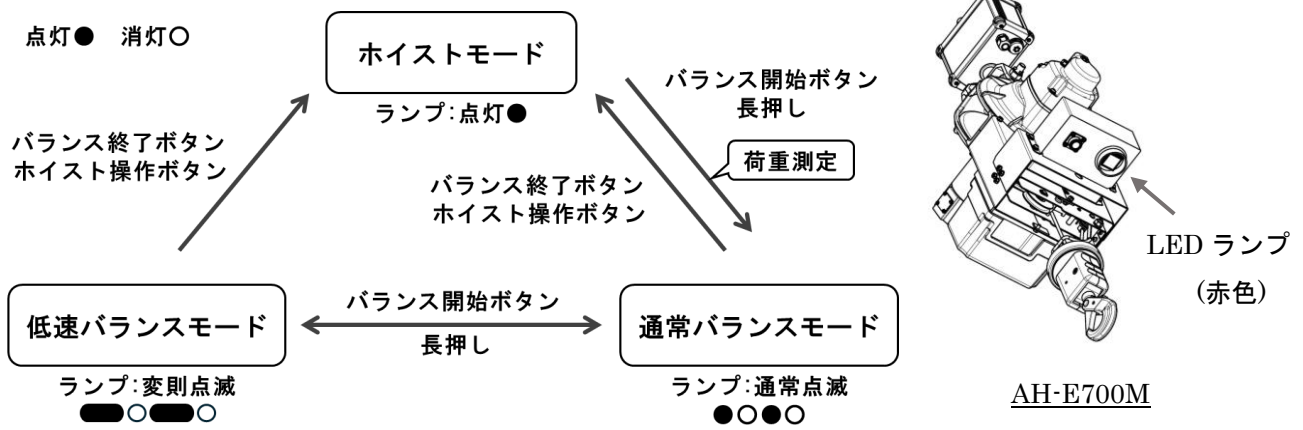 点灯● 消灯○
ホイストモード
ランプ:点灯●
バランス開始ボタン
長押し
荷重測定
バランス終了ボタン
ホイスト操作ボタン
バランス終了ボタン
ホイスト操作ボタン
低速バランスモード
ランプ:変則点滅
バランス開始ボタン
長押し
通常バランスモード
ランプ:通常点滅
●○●○
LED ランプ
(赤色)
AH-E700M